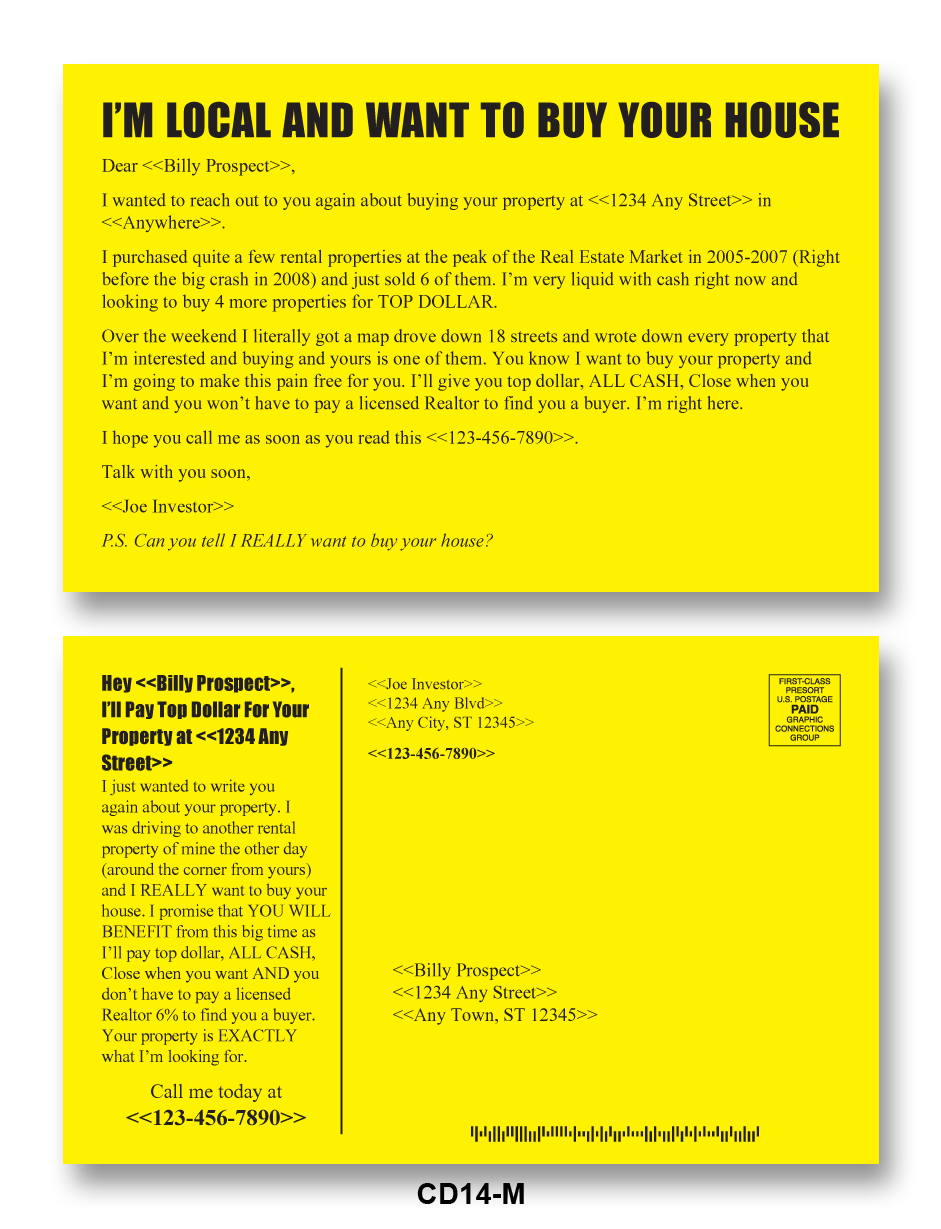 I'M LOCAL AND WANT TO BUY YOUR HOUSE
Dear <<Billy Prospect>>,
I wanted to reach out to you again about buying your property at <<1234 Any Street>> in
<<Anywhere>>.
I purchased quite a few rental properties at the peak of the Real Estate Market in 2005-2007 (Right
before the big crash in 2008) and just sold 6 of them. I'm very liquid with cash right now and
looking to buy 4 more properties for TOP DOLLAR.
Over the weekend I literally got a map drove down 18 streets and wrote down every property that
I'm interested and buying and yours is one of them. You know I want to buy your property and
I'm going to make this pain free for you. I'll give you top dollar, ALL CASH, Close when you
want and you won't have to pay a licensed Realtor to find you a buyer. I'm right here.
I hope you call me as soon as you read this <<123-456-7890>>.
Talk with you soon,
<<Joe Investor>>
P.S. Can you tell I REALLY want to buy your house?
Hey <<Billy Prospect>>,
I'll Pay Top Dollar For Your
Property at <<1234 Any
Street>>
I just wanted to write you
again about your property. I
was driving to another rental
property of mine the other day
(around the corner from yours)
and I REALLY want to buy your
house. I promise that YOU WILL
BENEFIT from this big time as
I'll pay top dollar, ALL CASH,
Close when you want AND you
don't have to pay a licensed
Realtor 6% to find you a buyer.
Your property is EXACTLY
what I'm looking for.
Call me today at
<<123-456-7890>>
<<Joe Investor>>
<<1234 Any Blvd>>
<<Any City, ST 12345>>
<<123-456-7890>>
FIRST-CLASS
PRESORT
U.S. POSTAGE
PAID
GRAPHIC
CONNECTIONS
GROUP
<<Billy Prospect>>
<<1234 Any Street>>
<<Any Town, ST 12345>>
CD14-M